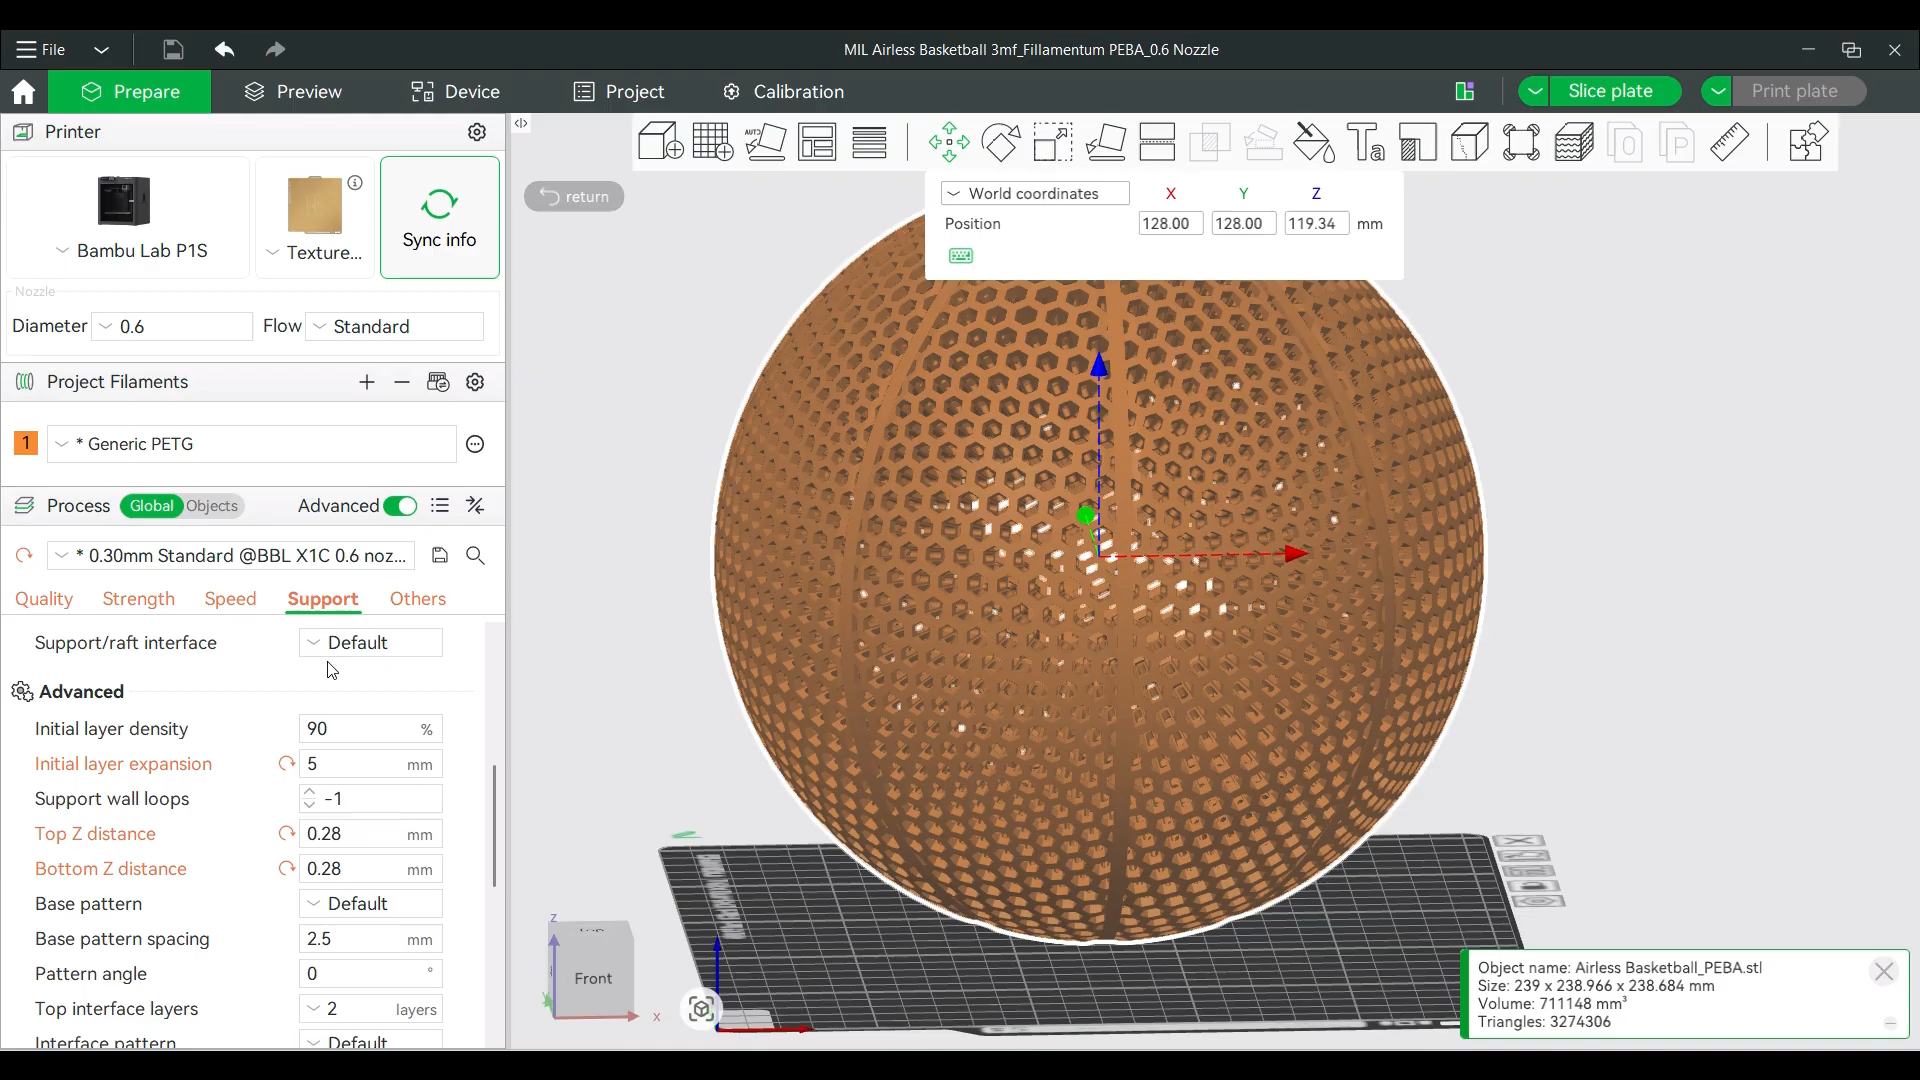 File
MIL Airless Basketball 3mf_Fillamentum PEBA_0.6 Nozzle
Prepare
Preview
Device
Project
Calibration
Slice plate
Print plate
Printer
Bambu Lab P1S
Texture...
Sync info
Nozzle
Diameter 0.6 Flow Standard
Project Filaments
1 * Generic PETG
Process Global Objects Advanced
* 0.30mm Standard @BBL X1C 0.6 noz...
Quality Strength Speed Support Others
Support/raft interface Default
Advanced
Initial layer density 90 %
Initial layer expansion 5 mm
Support wall loops -1
Top Z distance 0.28 mm
Bottom Z distance 0.28 mm
Base pattern Default
Base pattern spacing 2.5 mm
Pattern angle 0 °
Top interface layers 2 layers
Interface pattern Default
AUTO
Ta
0
P
return
World coordinates X Y Z
Position 128.00 128.00 119.34 mm
Z
Front
X
Object name: Airless Basketball_PEBA.stl
Size: 239 x 238.966 x 238.684 mm
Volume: 711148 mm³
Triangles: 3274306